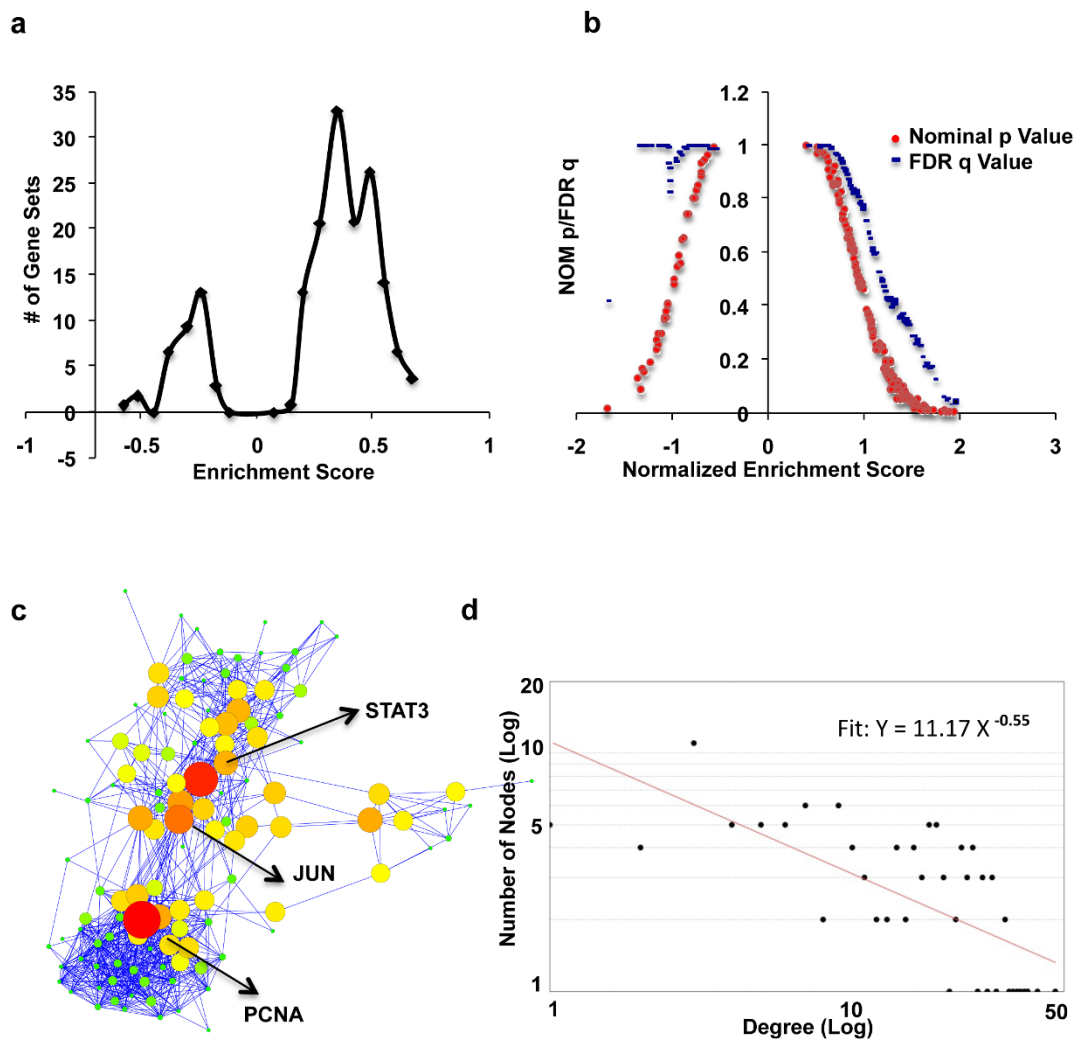 a
35
30
25
20
15
10
5
0
-5
-1
-0.5
0
0.5
1
# of Gene Sets
Enrichment Score
b
1.2
1
0.8
0.6
0.4
0.2
0
-2
-1
0
1
2
3
NOM p/FDR q
Normalized Enrichment Score
Nominal p Value
FDR q Value
c
STAT3
JUN
PCNA
d
20
10
5
1
1
10
50
Number of Nodes (Log)
Degree (Log)
Fit: Y = 11.17 X -0.55